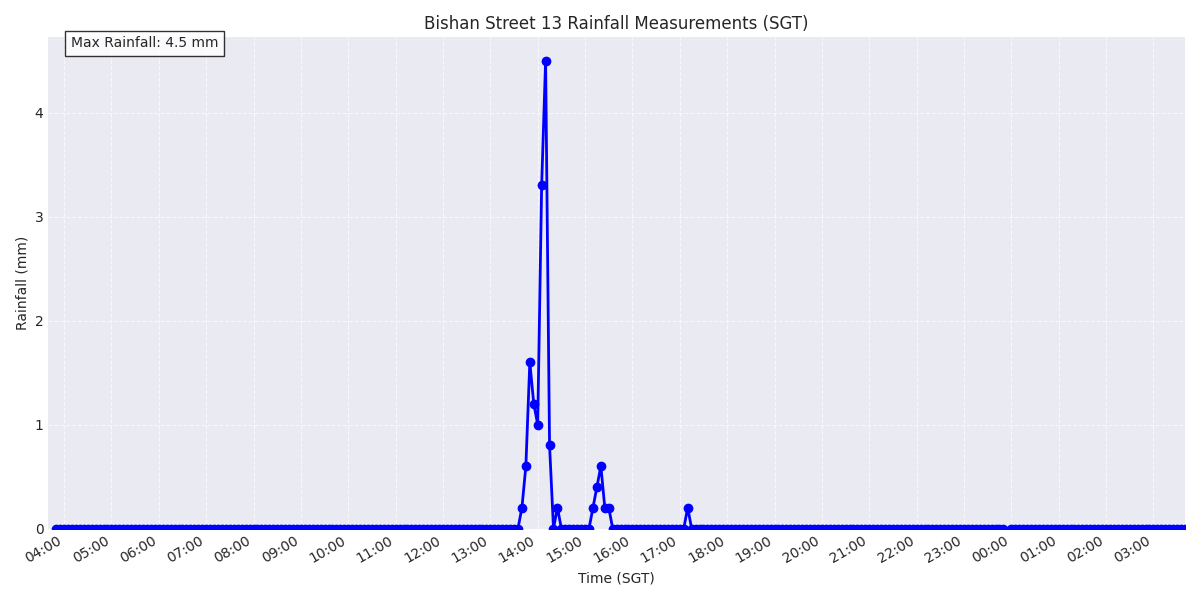 Bishan Street 13 Rainfall Measurements (SGT)
Max Rainfall: 4.5 mm
Rainfall (mm)
4
3
2
1
0
04:00 05:00 06:00 07:00 08:00 09:00 10:00 11:00 12:00 13:00 14:00 15:00 16:00 17:00 18:00 19:00 20:00 21:00 22:00 23:00 00:00 01:00 02:00 03:00
Time (SGT)